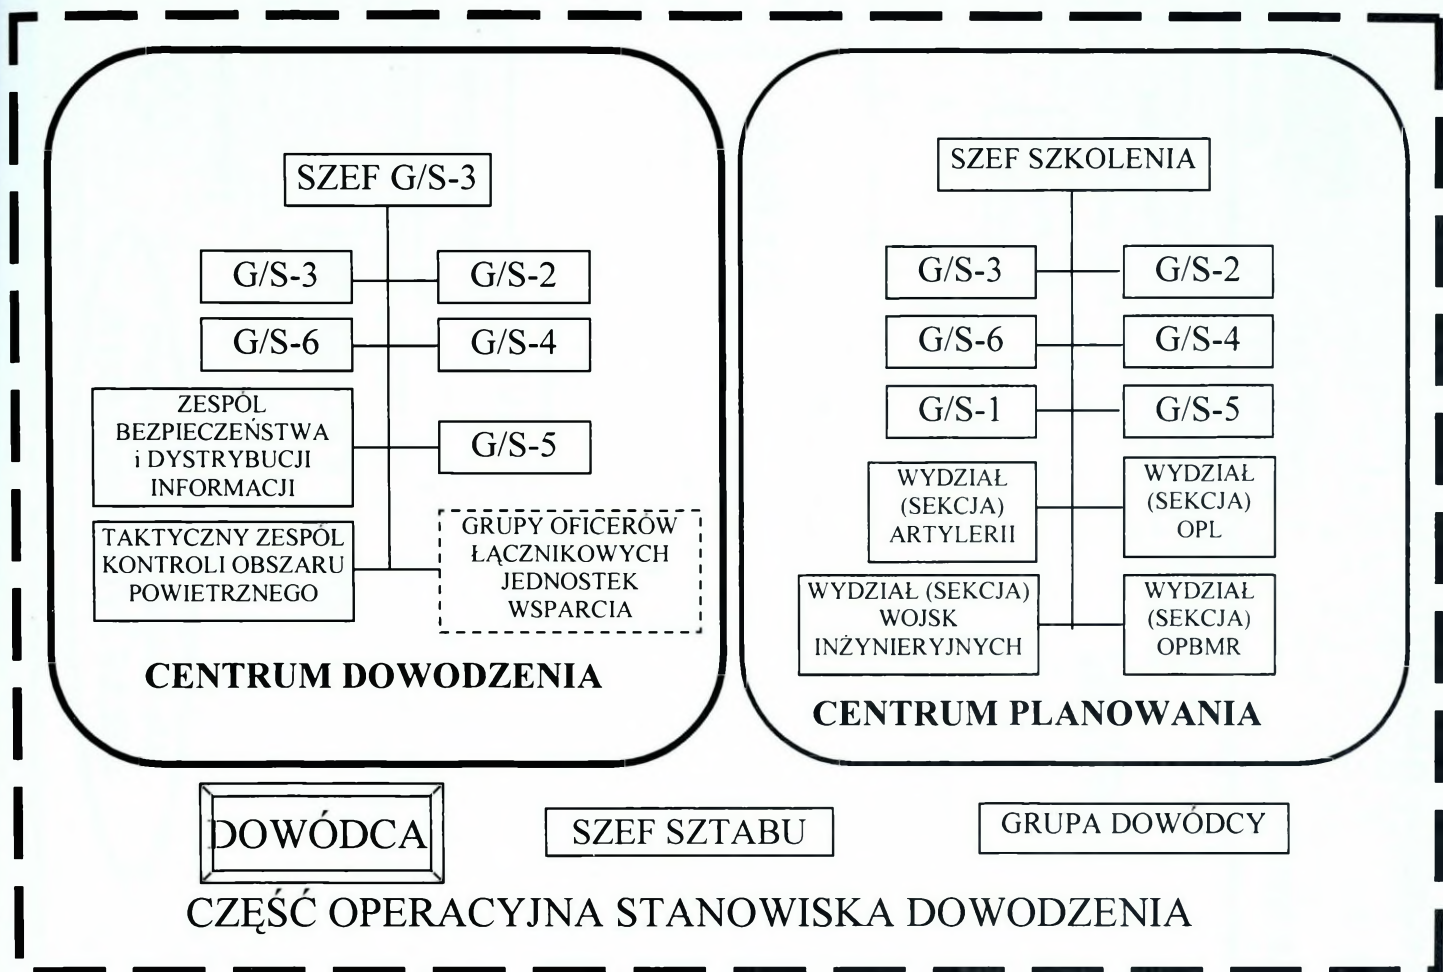 SZEF G/S-3
G/S-3
G/S-2
G/S-6
G/S-4
ZESPÓL
BEZPIECZEŃSTWA
i DYSTRYBUCJI
INFORMACJI
G/S-5
TAKTYCZNY ZESPÓL
KONTROLI OBSZARU
POWIETRZNEGO
GRUPY OFICERÓW
ŁĄCZNIKOWYCH
JEDNOSTEK
WSPARCIA
CENTRUM DOWODZENIA
SZEF SZKOLENIA
G/S-3
G/S-2
G/S-6
G/S-4
G/S-1
G/S-5
WYDZIAŁ
(SEKCJA)
ARTYLERII
WYDZIAŁ
(SEKCJA)
OPL
WYDZIAŁ (SEKCJA)
WOJSK
INŻYNIERYJNYCH
WYDZIAŁ
(SEKCJA)
OPBMR
CENTRUM PLANOWANIA
DOWÓDCA
SZEF SZTABU
GRUPA DOWÓDCY
CZĘŚĆ OPERACYJNA STANOWISKA DOWODZENIA